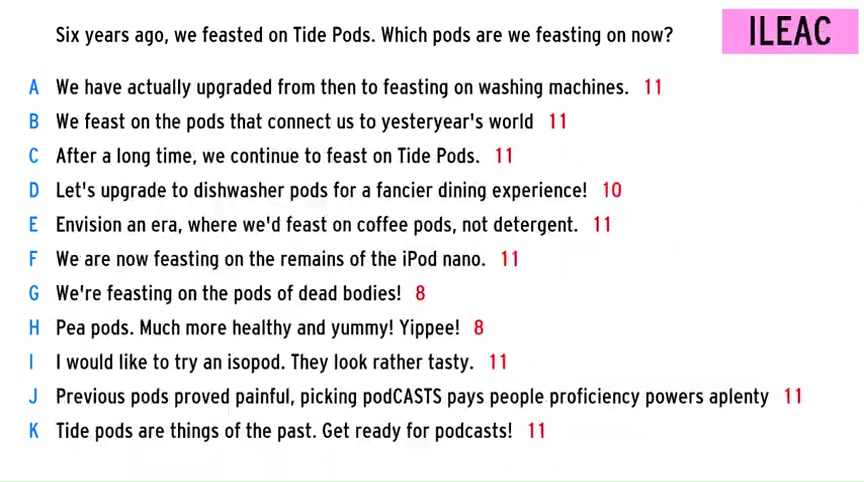 Six years ago, we feasted on Tide Pods. Which pods are we feasting on now?
ILEAC
A We have actually upgraded from then to feasting on washing machines. 11
B We feast on the pods that connect us to yesteryear's world 11
C After a long time, we continue to feast on Tide Pods. 11
D Let's upgrade to dishwasher pods for a fancier dining experience! 10
E Envision an era, where we'd feast on coffee pods, not detergent. 11
F We are now feasting on the remains of the iPod nano. 11
G We're feasting on the pods of dead bodies! 8
H Pea pods. Much more healthy and yummy! Yippee! 8
I I would like to try an isopod. They look rather tasty. 11
J Previous pods proved painful, picking podCASTS pays people proficiency powers aplenty 11
K Tide pods are things of the past. Get ready for podcasts! 11